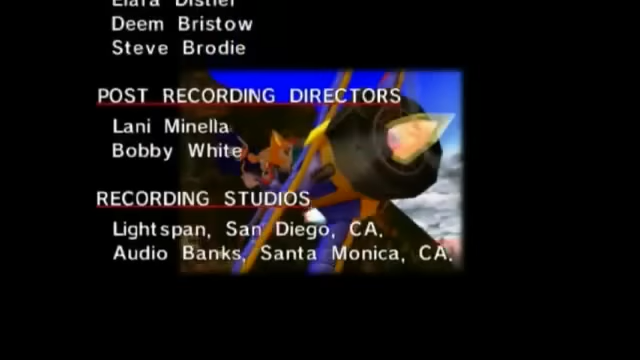 Deem Bristow
Steve Brodie
POST RECORDING DIRECTORS
Lani Minella
Bobby White
RECORDING STUDIOS
Lightspan, San Diego, CA.
Audio Banks, Santa Monica, CA.